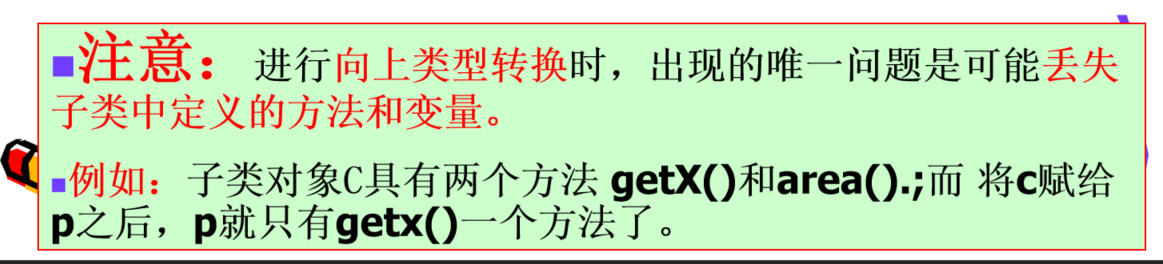 ■注意：进行向上类型转换时，出现的唯一问题是可能丢失
子类中定义的方法和变量。
■例如：子类对象C具有两个方法 getX()和area().;而 将c赋给
p之后，p就只有getx()一个方法了。